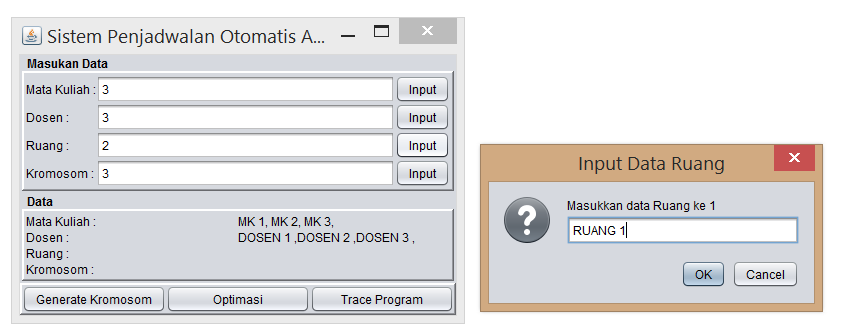 Sistem Penjadwalan Otomatis A...
Masukan Data
Mata Kuliah : 3 Input
Dosen : 3 Input
Ruang : 2 Input
Kromosom : 3 Input
Data
Mata Kuliah : MK 1, MK 2, MK 3,
Dosen : DOSEN 1 ,DOSEN 2 ,DOSEN 3 ,
Ruang :
Kromosom :
Generate Kromosom Optimasi Trace Program
Input Data Ruang
Masukkan data Ruang ke 1
RUANG 1
OK Cancel